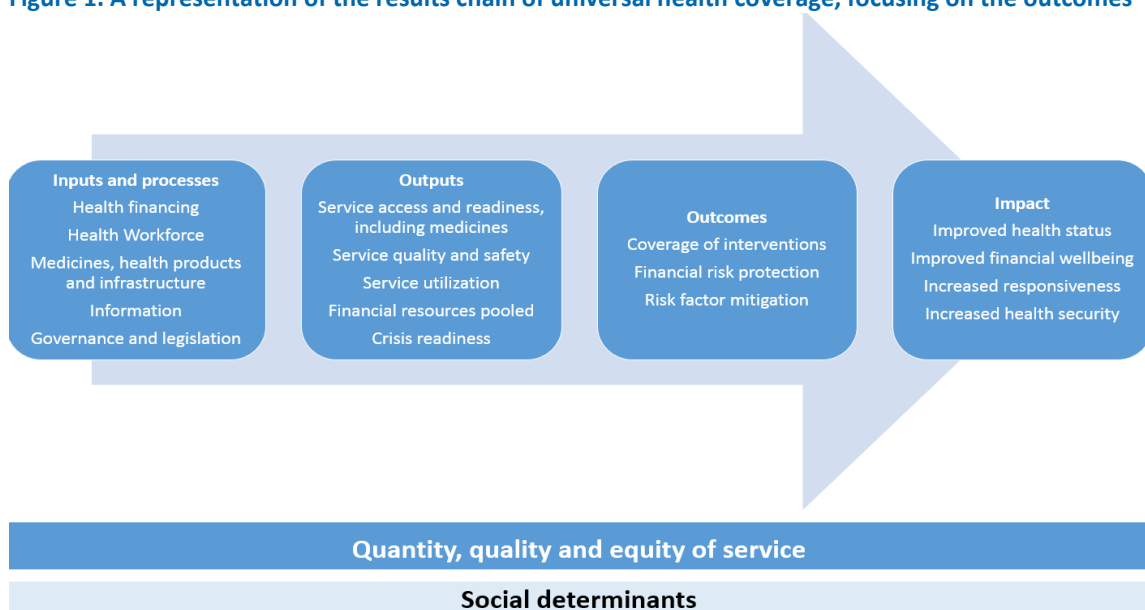 Figure 1. A representation of the results chain of universal health coverage, focusing on the outcomes
Inputs and processes
Health financing
Health Workforce
Medicines, health products
and infrastructure
Information
Governance and legislation
Outputs
Service access and readiness,
including medicines
Service quality and safety
Service utilization
Financial resources pooled
Crisis readiness
Outcomes
Coverage of interventions
Financial risk protection
Risk factor mitigation
Impact
Improved health status
Improved financial wellbeing
Increased responsiveness
Increased health security
Quantity, quality and equity of service
Social determinants